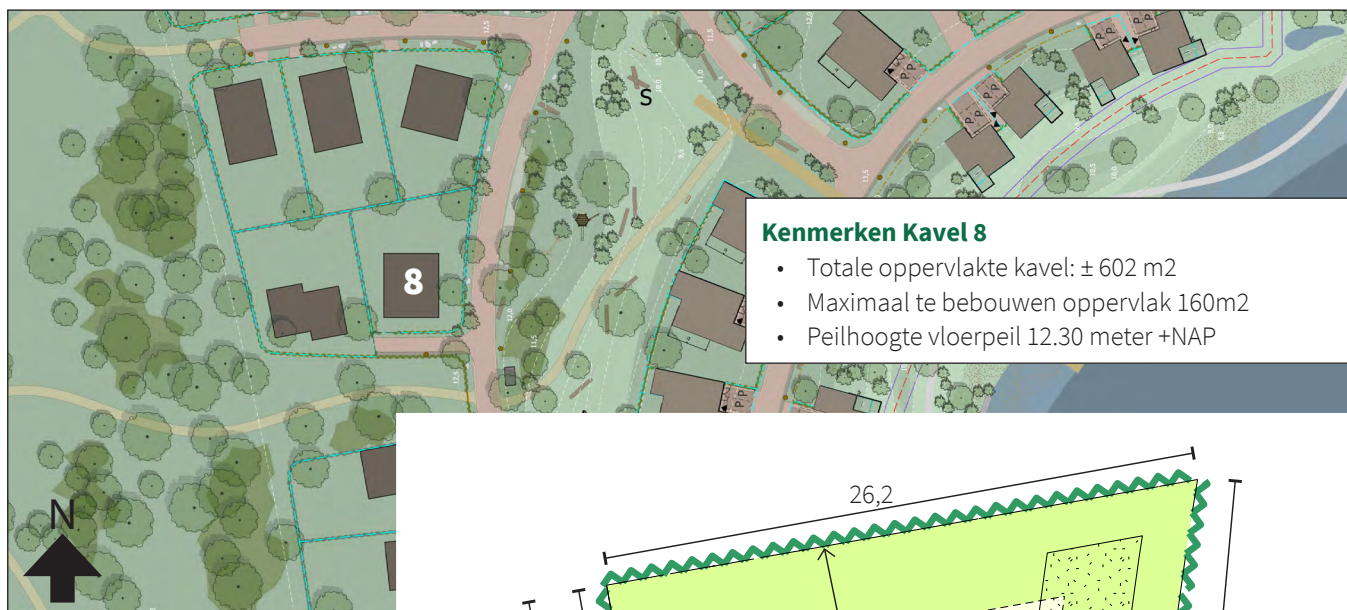 S
8
N
Kenmerken Kavel 8
• Totale oppervlakte kavel: ± 602 m2
• Maximaal te bebouwen oppervlak 160m2
• Peilhoogte vloerpeil 12.30 meter +NAP
26,2